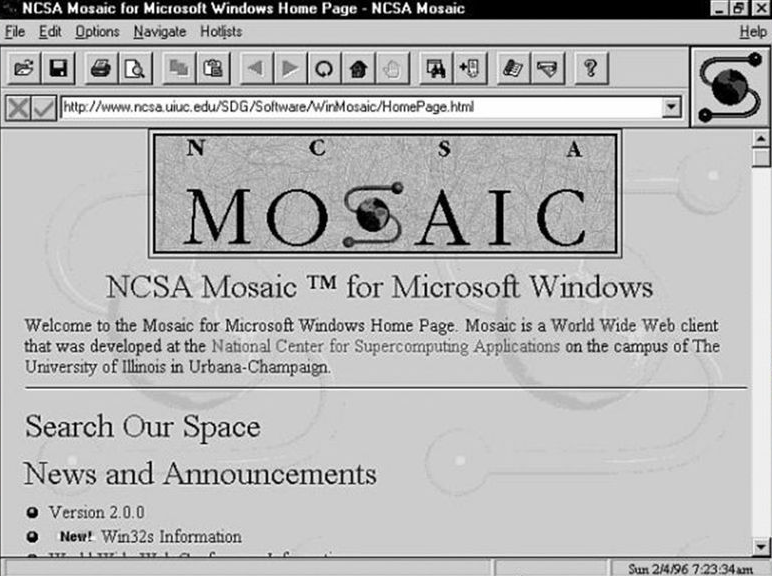 NCSA Mosaic for Microsoft Windows Home Page - NCSA Mosaic
File Edit Options Navigate Hotlists Help
http://www.ncsa.uiuc.edu/SDG/Software/WinMosaic/HomePage.html
N C S A
MOSAIC
NCSA Mosaic ™ for Microsoft Windows
Welcome to the Mosaic for Microsoft Windows Home Page. Mosaic is a World Wide Web client
that was developed at the National Center for Supercomputing Applications on the campus of The
University of Illinois in Urbana-Champaign.
Search Our Space
News and Announcements
Version 2.0.0
New! Win32s Information
Sun 2/4/96 7:23:34am